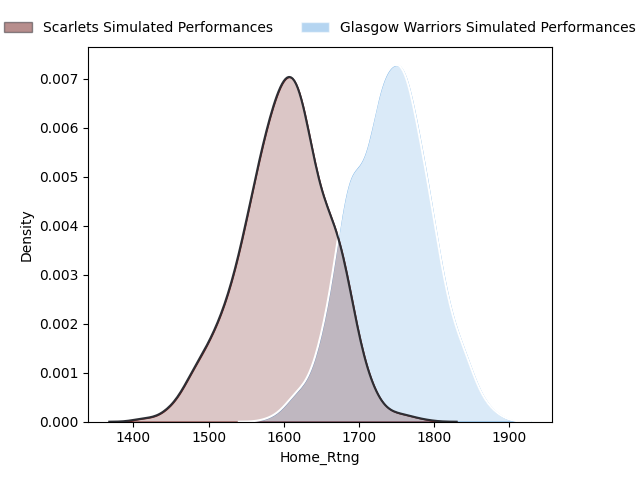 Scarlets Simulated Performances
Glasgow Warriors Simulated Performances
0.007
0.006
0.005
0.004
0.003
0.002
0.001
0.000
Density
1400 1500 1600 1700 1800 1900
Home_Rtng